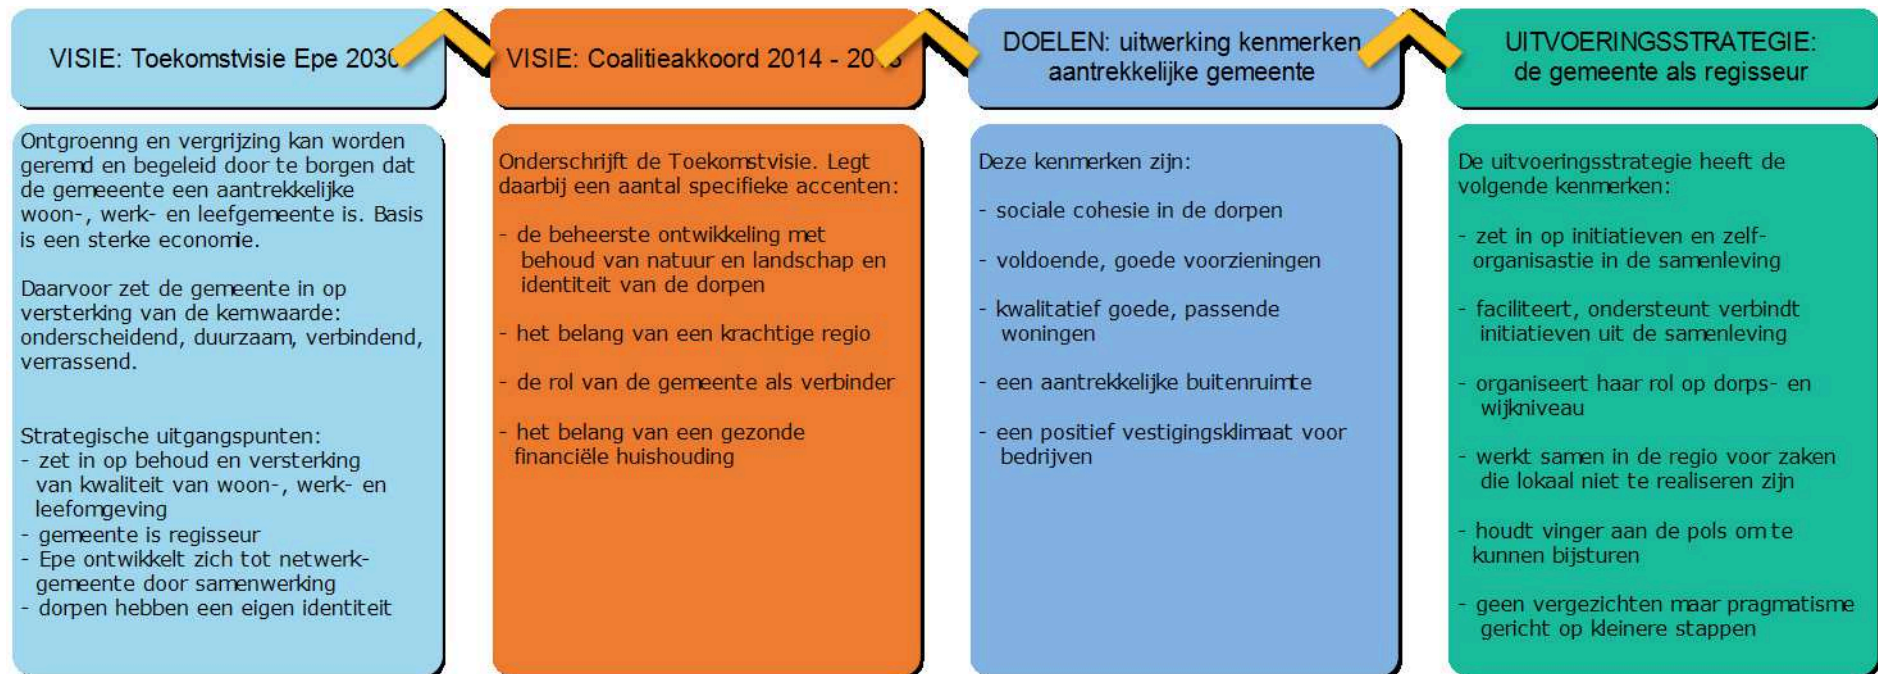 VISIE: Toekomstvisie Epe 2030
Ontgroenng en vergrijzing kan worden
geremd en begeleid door te borgen dat
de gemeeente een aantrekkelijke
woon-, werk- en leefgemeente is. Basis
is een sterke economie.
Daarvoor zet de gemeente in op
versterking van de kernwaarde:
onderscheidend, duurzaam, verbindend,
verrassend.
Strategische uitgangspunten:
- zet in op behoud en versterking
van kwaliteit van woon-, werk- en
leefomgeving
- gemeente is regisseur
- Epe ontwikkelt zich tot netwerk-
gemeente door samenwerking
- dorpen hebben een eigen identiteit
VISIE: Coalitieakkoord 2014 -
Onderschrijft de Toekomstvisie. Legt
daarbij een aantal specifieke accenten:
- de beheerste ontwikkeling met
behoud van natuur en landschap en
identiteit van de dorpen
- het belang van een krachtige regio
- de rol van de gemeente als verbinder
- het belang van een gezonde
financiële huishouding
DOELEN: uitwerking kenmerken
aantrekkelijke gemeente
Deze kenmerken zijn:
- sociale cohesie in de dorpen
- voldoende, goede voorzieningen
- kwalitatief goede, passende
woningen
- een aantrekkelijke buitenruimte
- een positief vestigingsklimaat voor
bedrijven
UITVOERINGSSTRATEGIE:
de gemeente als regisseur
De uitvoeringsstrategie heeft de
volgende kenmerken:
- zet in op initiatieven en zelf-
organisastie in de samenleving
- faciliteert, ondersteunt verbindt
initiatieven uit de samenleving
- organiseert haar rol op dorps- en
wijkniveau
- werkt samen in de regio voor zaken
die lokaal niet te realiseren zijn
- houdt vinger aan de pols om te
kunnen bijsturen
- geen vergezichten maar pragmatisme
gericht op kleinere stappen